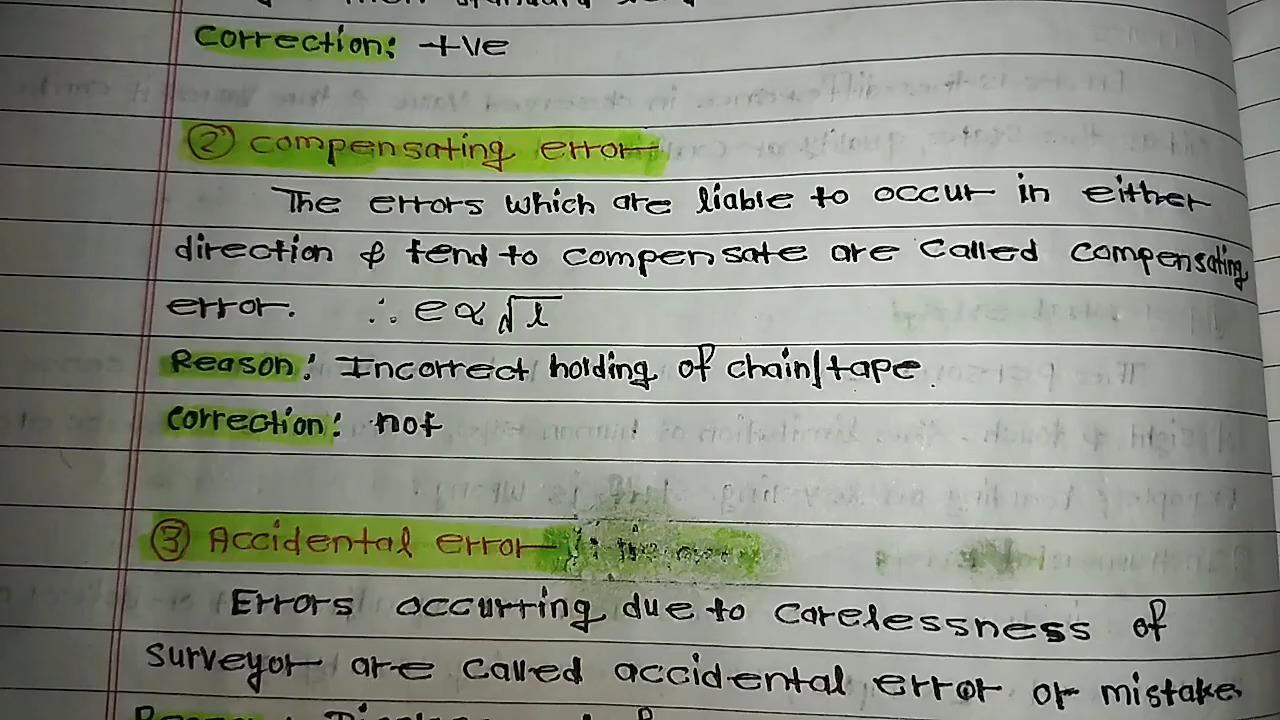 than standard
Correction: +ve
② compensating error
The errors which are liable to occur in either
direction & tend to compensate are called compensating
error. ∴ e ∝ √l
Reason: Incorrect holding of chain/tape.
Correction: not
③ Accidental error
Errors occurring due to carelessness of
surveyor are called accidental error or mistake